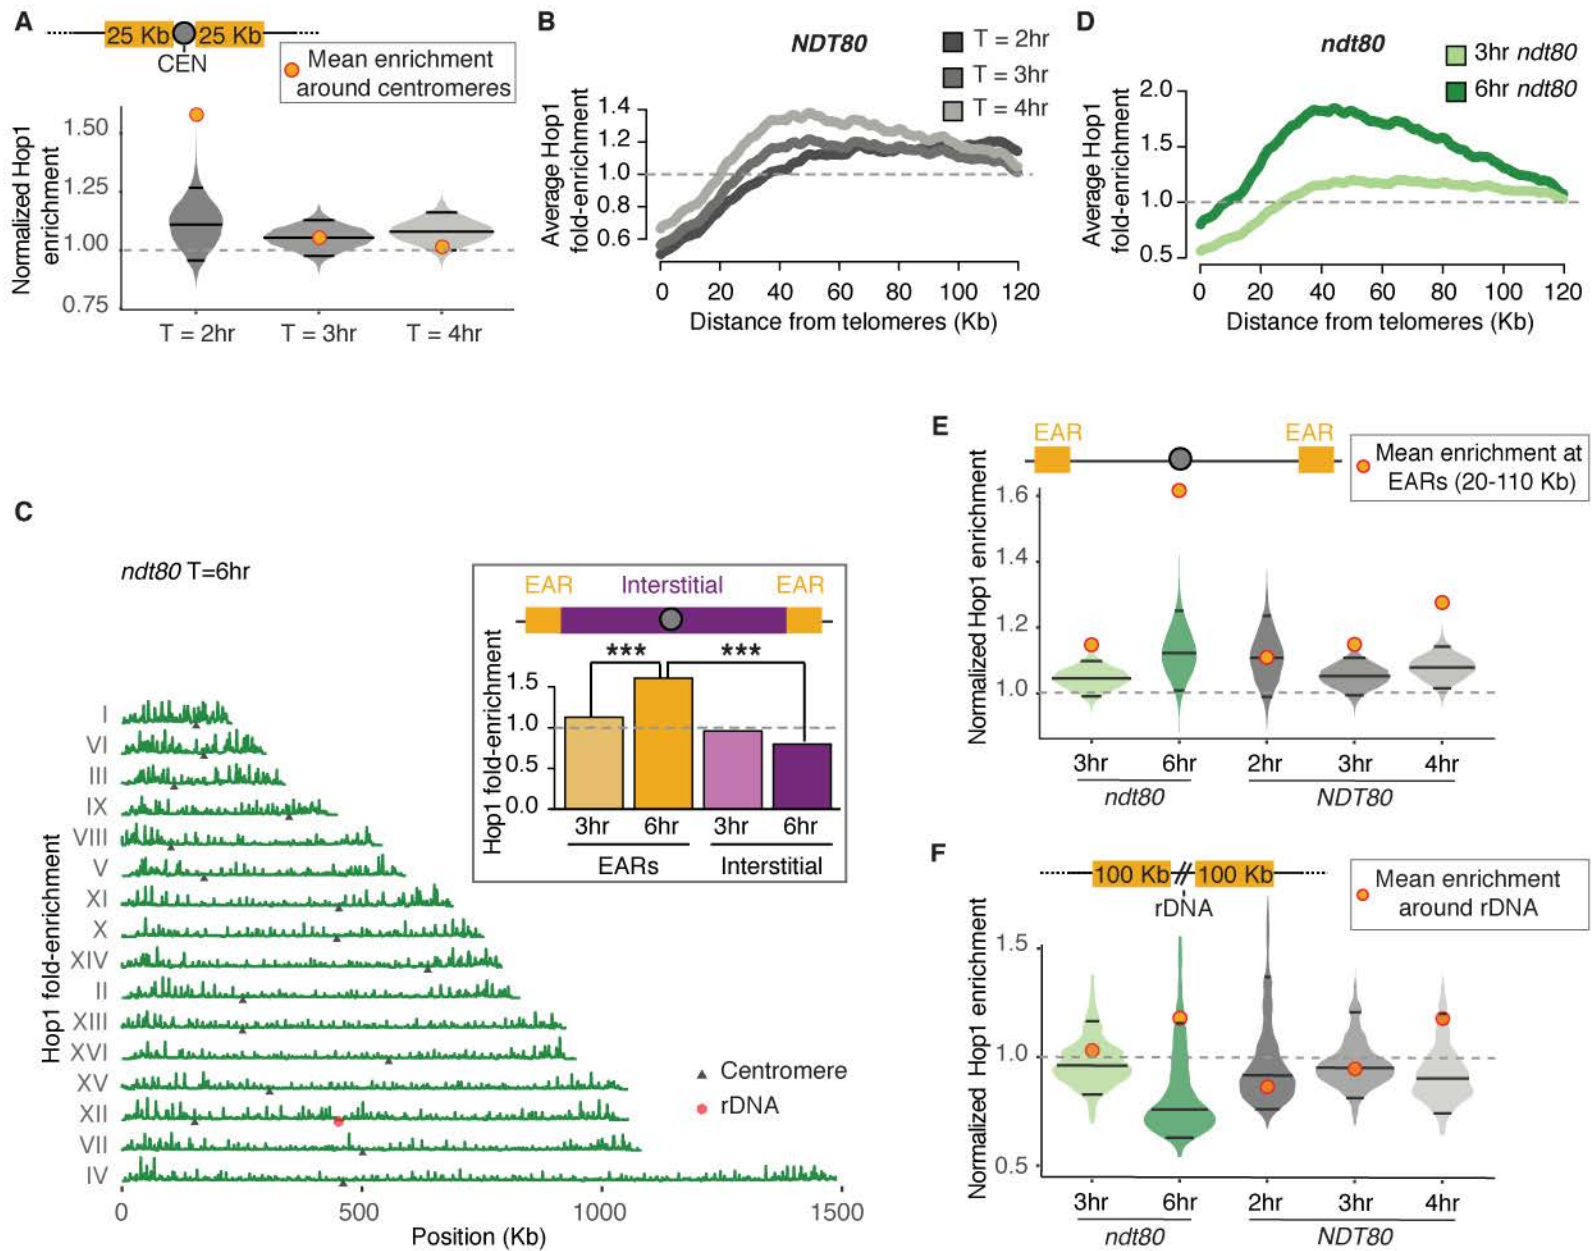 A
25 Kb 25 Kb
CEN
Mean enrichment
around centromeres
Normalized Hop1
enrichment
1.50
1.25
1.00
0.75
T = 2hr T = 3hr T = 4hr
B
NDT80
T = 2hr
T = 3hr
T = 4hr
Average Hop1
fold-enrichment
1.4
1.2
1.0
0.8
0.6
0 20 40 60 80 100 120
Distance from telomeres (Kb)
D
ndt80
3hr ndt80
6hr ndt80
Average Hop1
fold-enrichment
2.0
1.5
1.0
0.5
0 20 40 60 80 100 120
Distance from telomeres (Kb)
C
ndt80 T=6hr
Hop1 fold-enrichment
I
VI
III
IX
VIII
V
XI
X
XIV
II
XIII
XVI
XV
XII
VII
IV
0 500 1000 1500
Position (Kb)
Centromere
rDNA
EAR Interstitial EAR
Hop1 fold-enrichment
*** ***
1.5
1.0
0.5
0.0
3hr 6hr 3hr 6hr
EARs Interstitial
E
EAR EAR
Mean enrichment at
EARs (20-110 Kb)
Normalized Hop1 enrichment
1.6
1.4
1.2
1.0
3hr 6hr 2hr 3hr 4hr
ndt80 NDT80
F
100 Kb // 100 Kb
rDNA
Mean enrichment
around rDNA
Normalized Hop1 enrichment
1.5
1.0
0.5
3hr 6hr 2hr 3hr 4hr
ndt80 NDT80